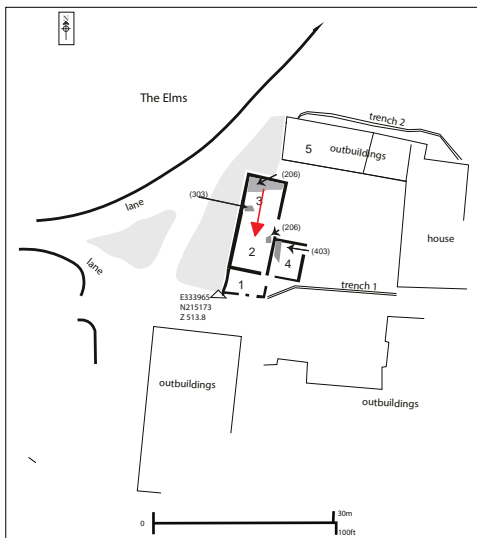 N
The Elms
trench 2
5
outbuildings
(206)
(303)
3
lane
(206)
house
2
(403)
4
lane
1
trench 1
E333965
N215173
Z 513.8
outbuildings
outbuildings
30m
0
100ft